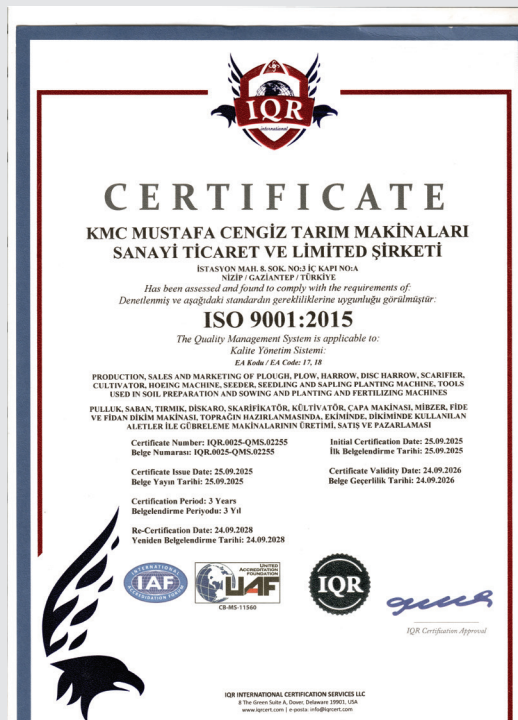 IQR
international
CERTIFICATE
KMC MUSTAFA CENGİZ TARIM MAKİNALARI
SANAYİ TİCARET VE LİMİTED ŞİRKETİ
İSTASYON MAH. 8. SOK. NO:3 İÇ KAPI NO:A
NİZİP / GAZİANTEP / TÜRKİYE
Has been assessed and found to comply with the requirements of:
Denetlenmiş ve aşağıdaki standardın gerekliliklerine uygunluğu görülmüştür:
ISO 9001:2015
The Quality Management System is applicable to:
Kalite Yönetim Sistemi:
EA Kodu / EA Code: 17, 18
PRODUCTION, SALES AND MARKETING OF PLOUGH, PLOW, HARROW, DISC HARROW, SCARIFIER,
CULTIVATOR, HOEING MACHINE, SEEDER, SEEDLING AND SAPLING PLANTING MACHINE, TOOLS
USED IN SOIL PREPARATION AND SOWING AND PLANTING AND FERTILIZING MACHINES
PULLUK, SABAN, TIRMIK, DİSKARO, SKARİFİKATÖR, KÜLTİVATÖR, ÇAPA MAKİNASI, MİBZER, FİDE
VE FİDAN DİKİM MAKİNASI, TOPRAĞIN HAZIRLANMASINDA, EKİMİNDE, DİKİMİNDE KULLANILAN
ALETLER İLE GÜBRELEME MAKİNALARININ ÜRETİMİ, SATIŞ VE PAZARLAMASI
Certificate Number: IQR.0025-QMS.02255
Belge Numarası: IQR.0025-QMS.02255
Initial Certification Date: 25.09.2025
İlk Belgelendirme Tarihi: 25.09.2025
Certificate Issue Date: 25.09.2025
Belge Yayın Tarihi: 25.09.2025
Certificate Validity Date: 24.09.2026
Belge Geçerlilik Tarihi: 24.09.2026
Certification Period: 3 Years
Belgelendirme Periyodu: 3 Yıl
Re-Certification Date: 24.09.2028
Yeniden Belgelendirme Tarihi: 24.09.2028
INTERNATIONAL
IAF
ACCREDITATION FORUM
UNITED
ACCREDITATION
FOUNDATION
UAF
CB-MS-11560
IQR
IQR Certification Approval
IQR INTERNATIONAL CERTIFICATION SERVICES LLC
8 The Green Suite A, Dover, Delaware 19901, USA
www.iqrcert.com | e-posta: info@iqrcert.com